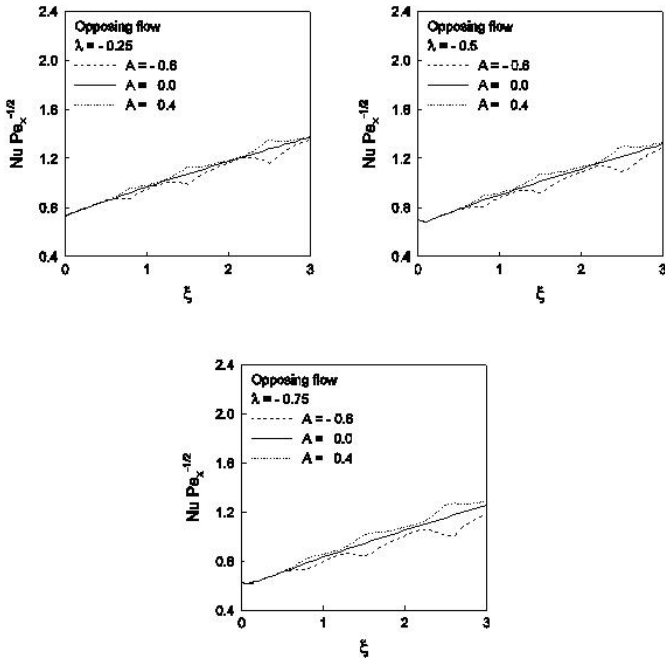 2.4
2.0
1.6
1.2
0.8
0.4
Nu Pe_x^-1/2
Opposing flow
λ = - 0.25
A = - 0.6
A = 0.0
A = 0.4
0 1 2 3
ξ
2.4
2.0
1.6
1.2
0.8
0.4
Nu Pe_x^-1/2
Opposing flow
λ = - 0.5
A = - 0.6
A = 0.0
A = 0.4
0 1 2 3
ξ
2.4
2.0
1.6
1.2
0.8
0.4
Nu Pe_x^-1/2
Opposing flow
λ = - 0.75
A = - 0.6
A = 0.0
A = 0.4
0 1 2 3
ξ